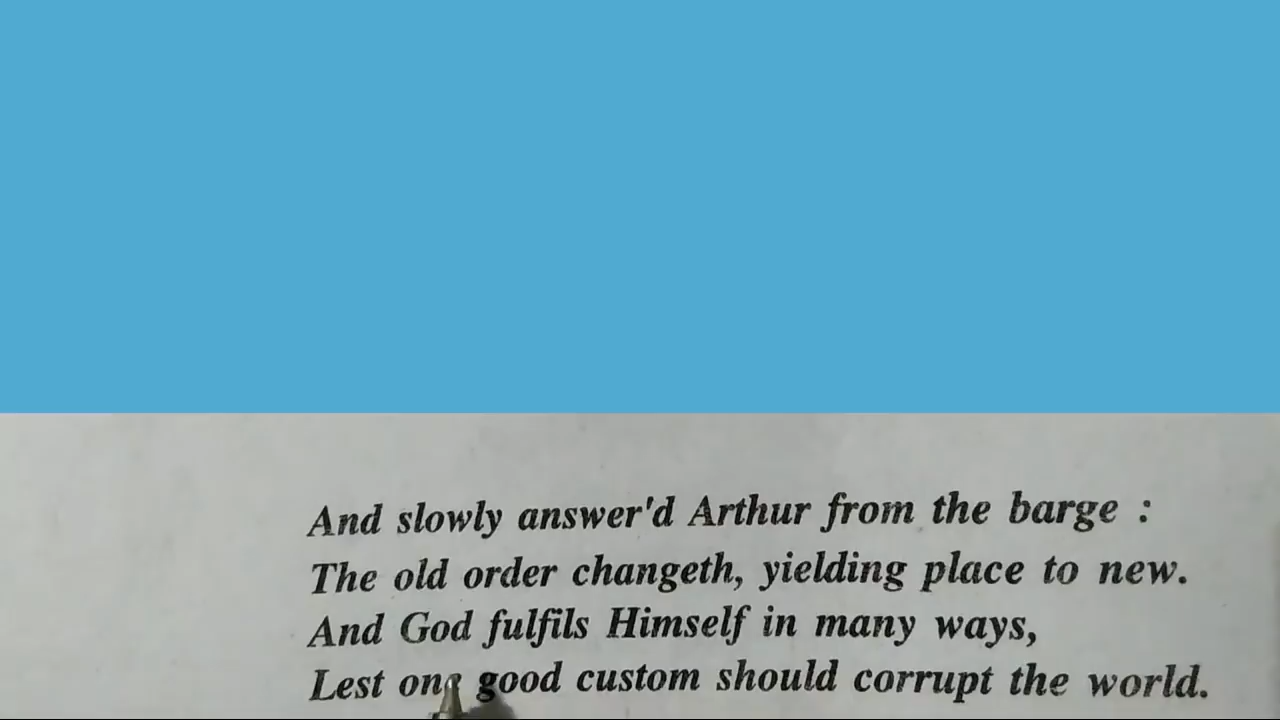 And slowly answer'd Arthur from the barge :
The old order changeth, yielding place to new.
And God fulfils Himself in many ways,
Lest one good custom should corrupt the world.